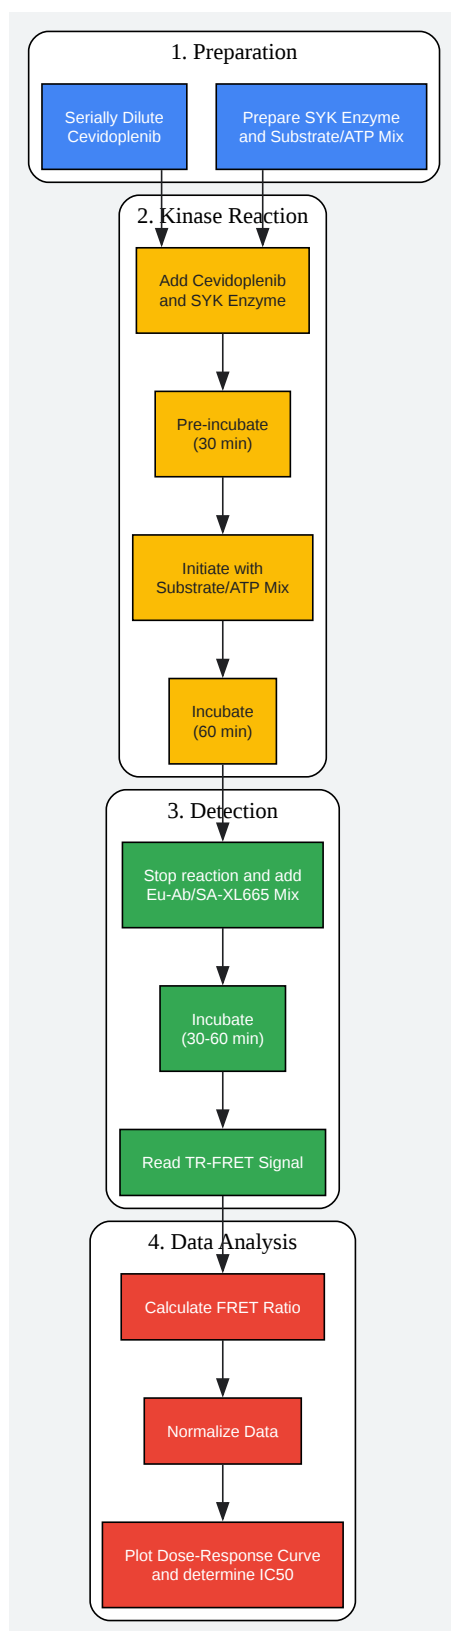 1. Preparation
Serially Dilute
Cevidoplenib
Prepare SYK Enzyme
and Substrate/ATP Mix
2. Kinase Reaction
Add Cevidoplenib
and SYK Enzyme
Pre-incubate
(30 min)
Initiate with
Substrate/ATP Mix
Incubate
(60 min)
3. Detection
Stop reaction and add
Eu-Ab/SA-XL665 Mix
Incubate
(30-60 min)
Read TR-FRET Signal
4. Data Analysis
Calculate FRET Ratio
Normalize Data
Plot Dose-Response Curve
and determine IC50